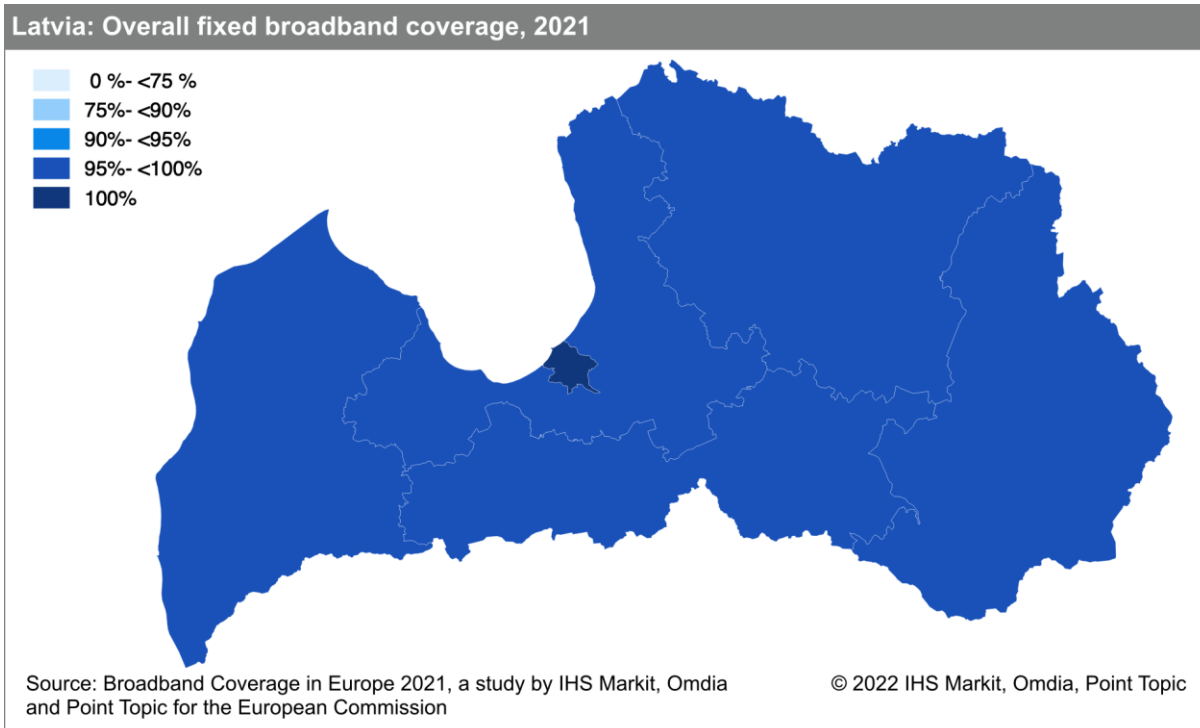 Latvia: Overall fixed broadband coverage, 2021
0 %- <75 %
75%- <90%
90%- <95%
95%- <100%
100%
Source: Broadband Coverage in Europe 2021, a study by IHS Markit, Omdia
and Point Topic for the European Commission
© 2022 IHS Markit, Omdia, Point Topic